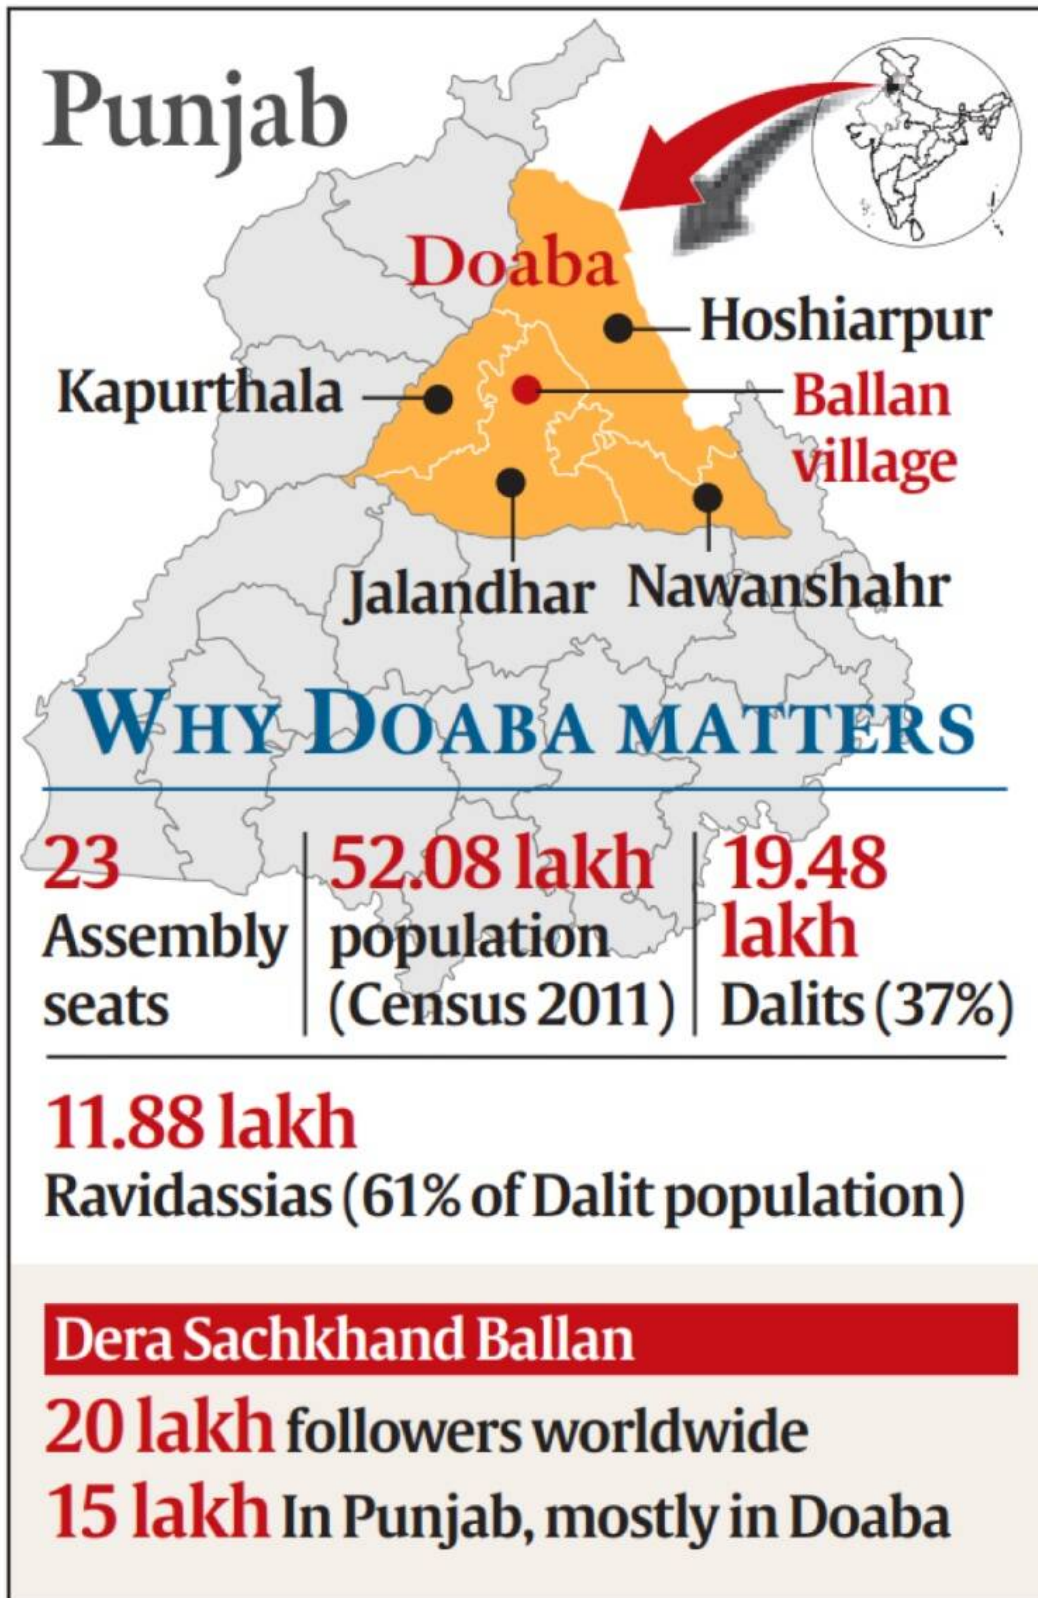 Punjab
Doaba
Hoshiarpur
Kapurthala
Ballan
village
Jalandhar
Nawanshahr
WHY DOABA MATTERS
23
Assembly
seats
52.08 lakh
population
(Census 2011)
19.48
lakh
Dalits (37%)
11.88 lakh
Ravidassias (61% of Dalit population)
Dera Sachkhand Ballan
20 lakh followers worldwide
15 lakh In Punjab, mostly in Doaba